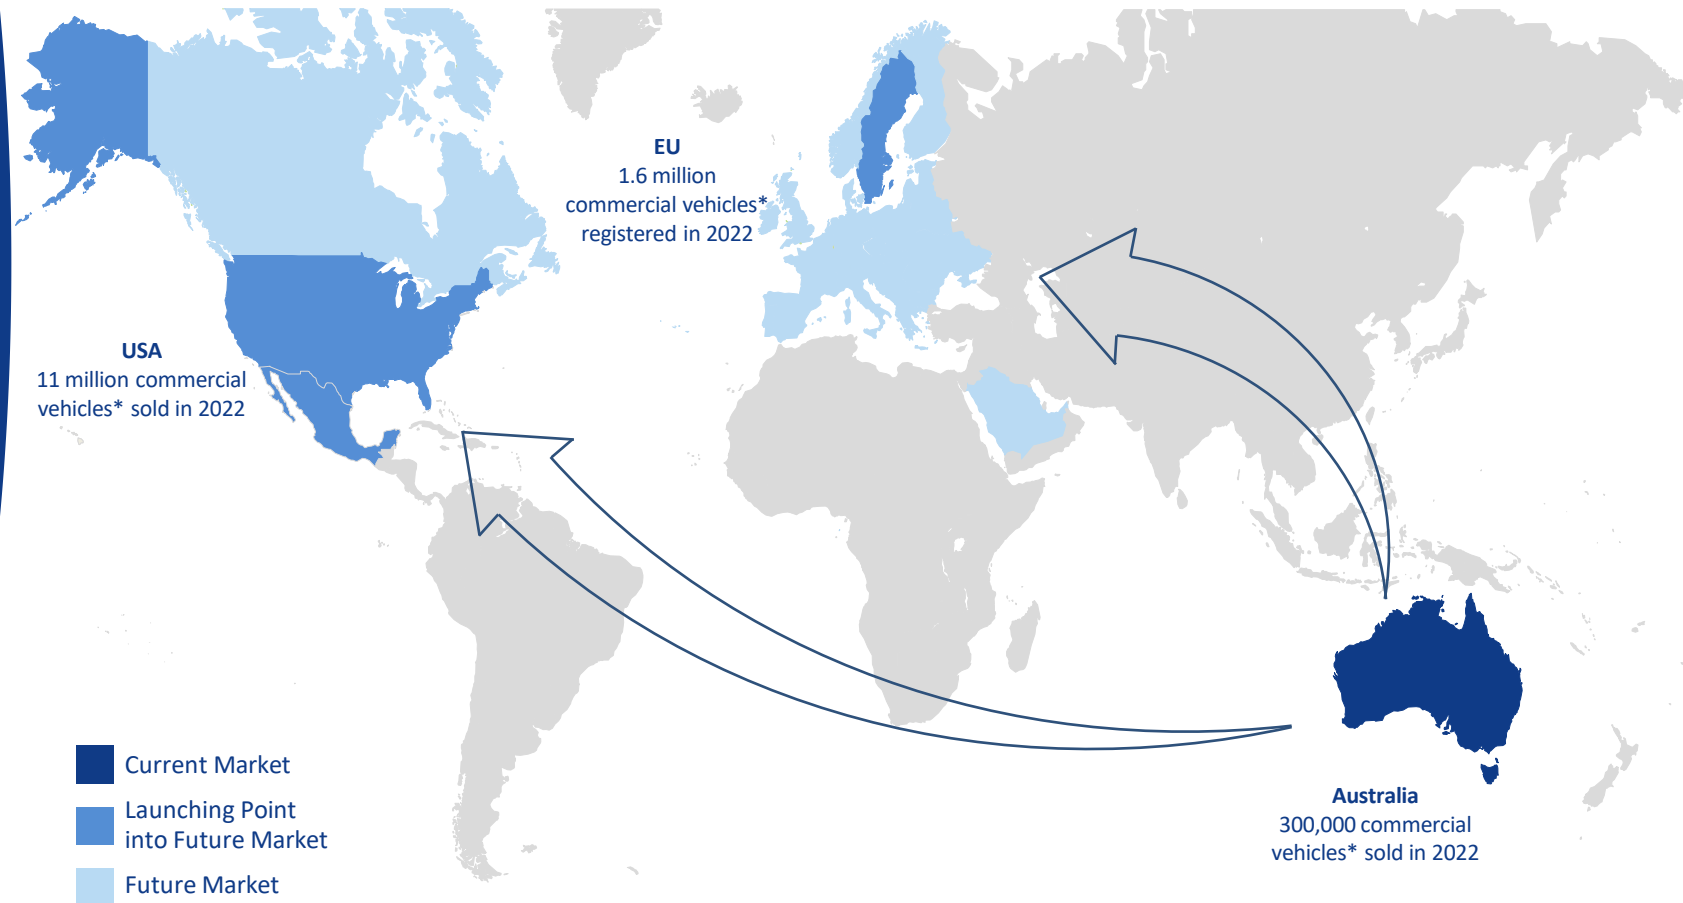 EU
1.6 million
commercial vehicles*
registered in 2022
USA
11 million commercial
vehicles* sold in 2022
Current Market
Launching Point
into Future Market
Future Market
Australia
300,000 commercial
vehicles* sold in 2022